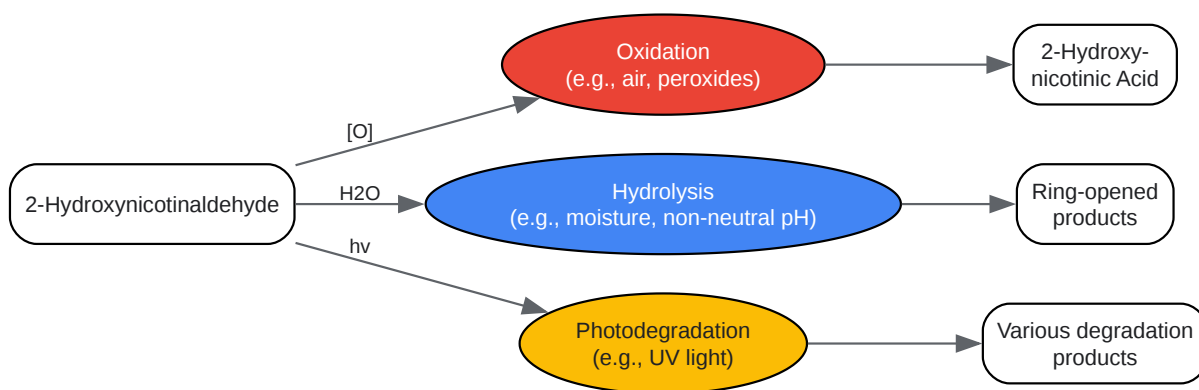 Oxidation
(e.g., air, peroxides)
2-Hydroxy-
nicotinic Acid
[O]
2-Hydroxynicotinaldehyde
H2O
Hydrolysis
(e.g., moisture, non-neutral pH)
Ring-opened
products
hv
Photodegradation
(e.g., UV light)
Various degradation
products